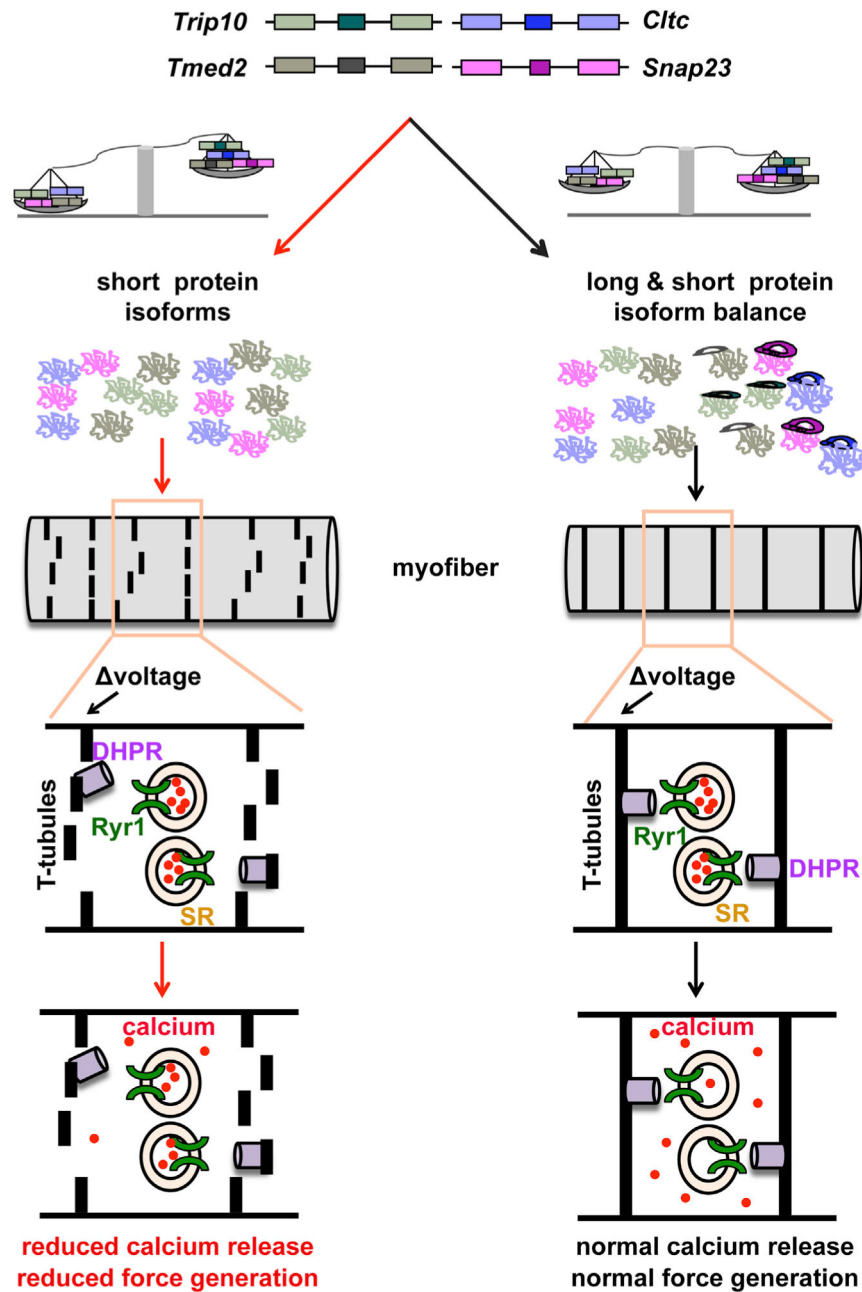 Trip10
Cltc
Tmed2
Snap23
short protein
isoforms
long & short protein
isoform balance
myofiber
Δvoltage
DHPR
T-tubules
Ryr1
SR
Δvoltage
T-tubules
Ryr1
DHPR
SR
calcium
calcium
reduced calcium release
reduced force generation
normal calcium release
normal force generation